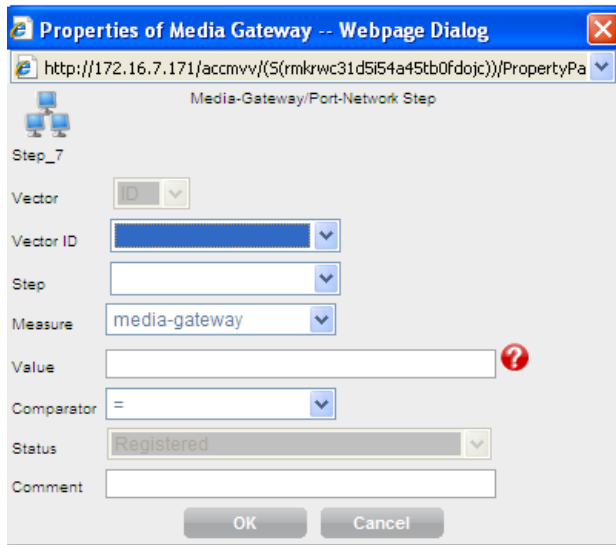 Properties of Media Gateway -- Webpage Dialog
http://172.16.7.171/accmvv/(S(rmkrwc31d5i54a45tb0fdojc))/PropertyPa
Media-Gateway/Port-Network Step
Step_7
Vector ID
Vector ID
Step
Measure media-gateway
Value ?
Comparator =
Status Registered
Comment
OK Cancel